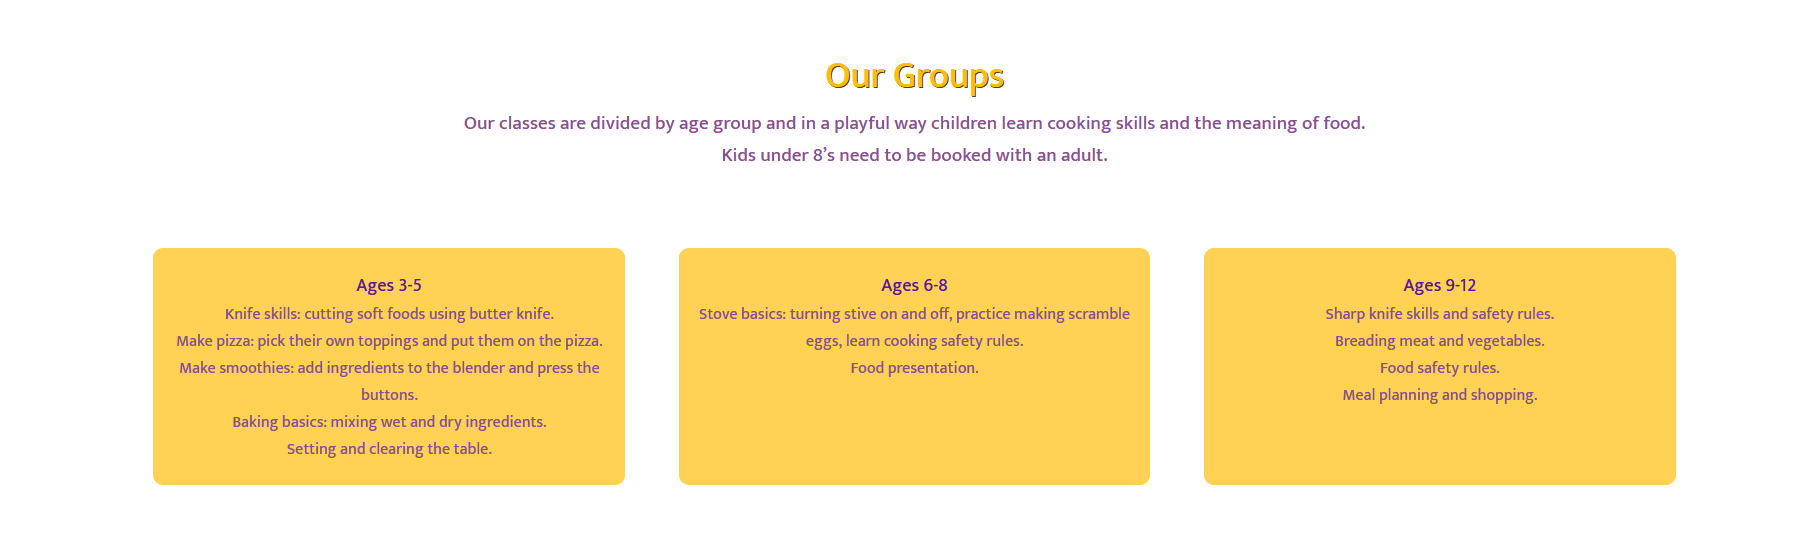 Our Groups
Our classes are divided by age group and in a playful way children learn cooking skills and the meaning of food.
Kids under 8’s need to be booked with an adult.
Ages 3-5
Knife skills: cutting soft foods using butter knife.
Make pizza: pick their own toppings and put them on the pizza.
Make smoothies: add ingredients to the blender and press the
buttons.
Baking basics: mixing wet and dry ingredients.
Setting and clearing the table.
Ages 6-8
Stove basics: turning stive on and off, practice making scramble
eggs, learn cooking safety rules.
Food presentation.
Ages 9-12
Sharp knife skills and safety rules.
Breading meat and vegetables.
Food safety rules.
Meal planning and shopping.